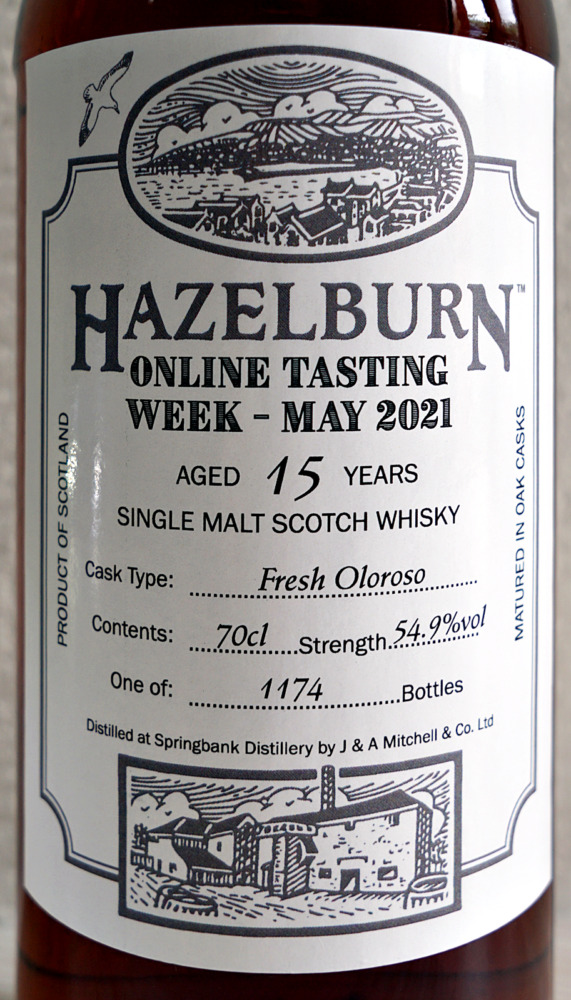 HAZELBURN™
ONLINE TASTING
WEEK – MAY 2021
AGED 15 YEARS
SINGLE MALT SCOTCH WHISKY
Cask Type: Fresh Oloroso
Contents: 70cl Strength 54.9%vol
One of: 1174 Bottles
Distilled at Springbank Distillery by J & A Mitchell & Co. Ltd
PRODUCT OF SCOTLAND
MATURED IN OAK CASKS